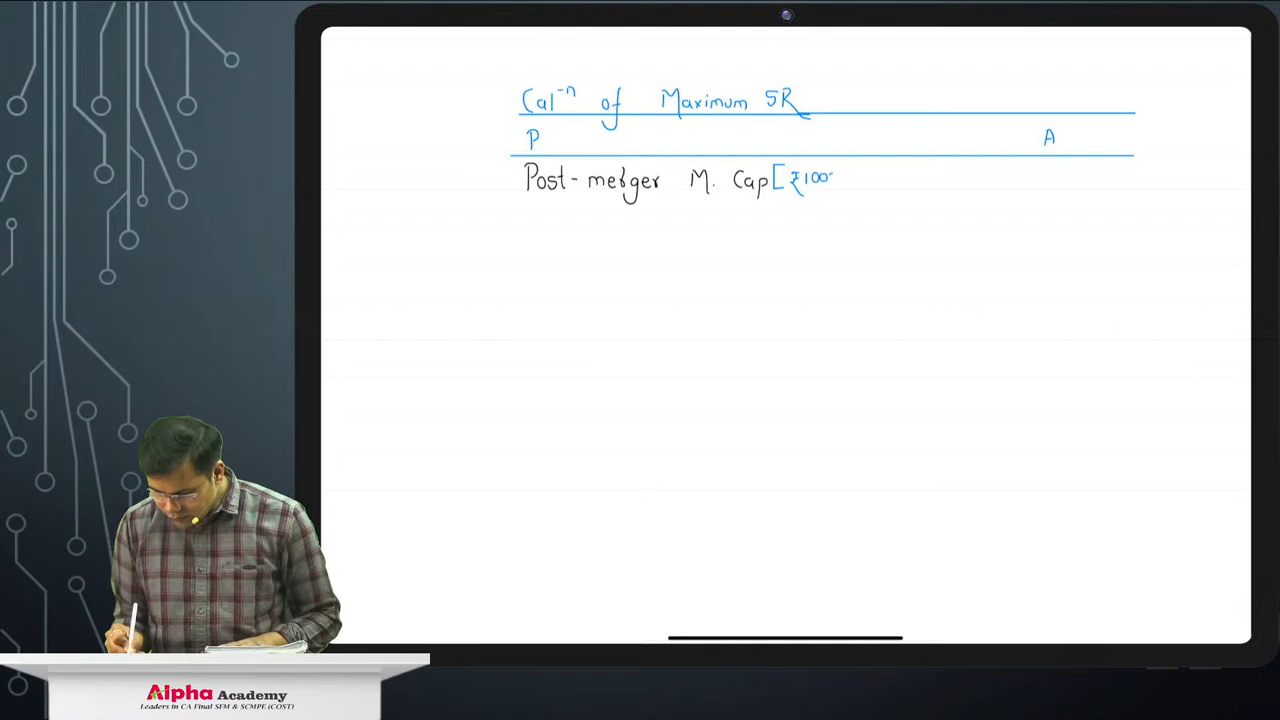 Cal⁻ⁿ of Maximum SR
P A
Post-merger M. Cap [₹100
Alpha Academy
Leaders in CA Final SFM & SCMPE (COST)